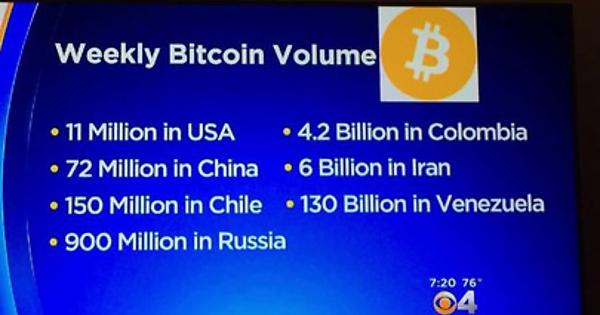 Weekly Bitcoin Volume
• 11 Million in USA
• 72 Million in China
• 150 Million in Chile
• 900 Million in Russia
• 4.2 Billion in Colombia
• 6 Billion in Iran
• 130 Billion in Venezuela
7:20 76°
4